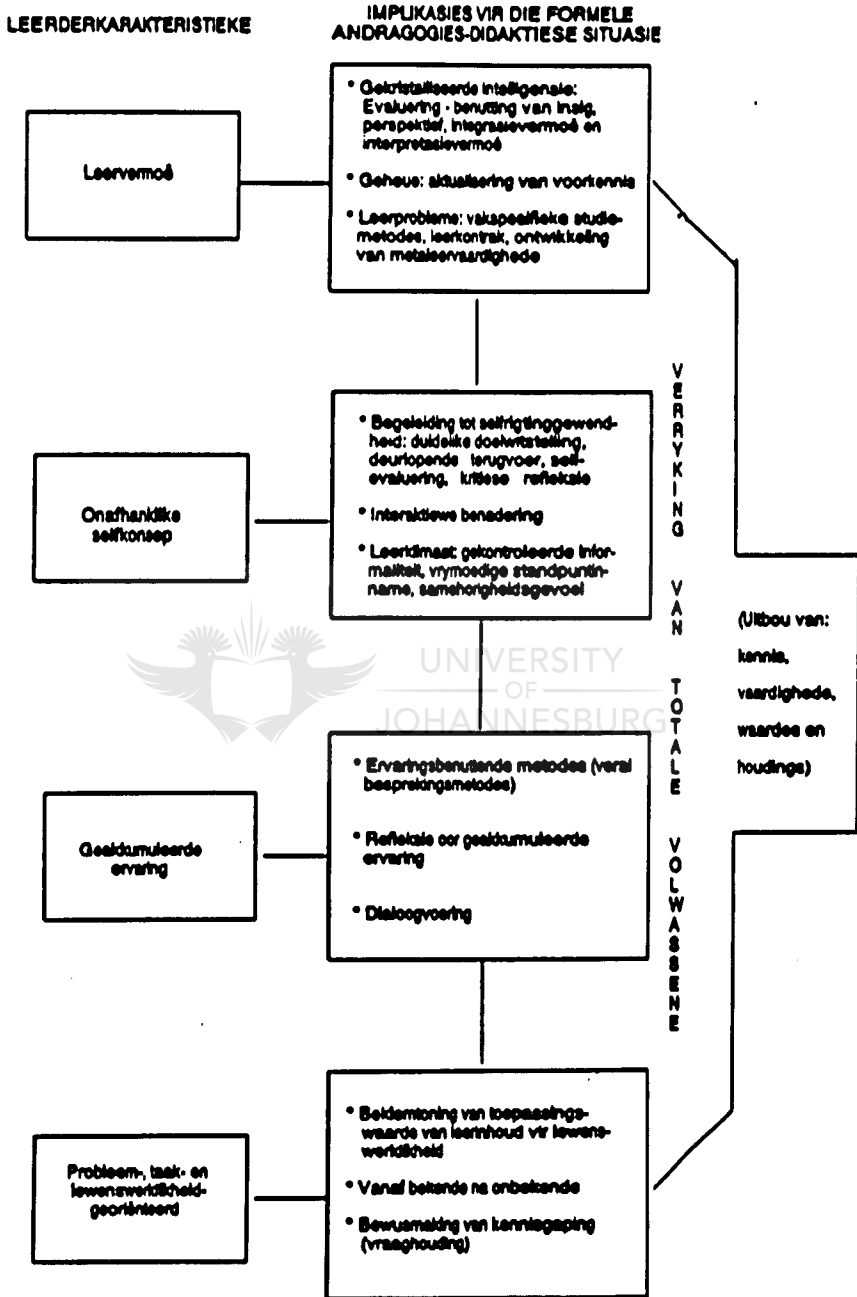 LEERDERKARAKTERISTIEKE
IMPLIKASIES VIR DIE FORMELE
ANDRAGOGIES-DIDAKTIESE SITUASIE
Leervermoë
* Gekristalliseerde intelligensie:
Evaluering - benutting van insig,
perspektief, integrasievermoë en
interpretasievermoë
* Geheue: aktualisering van voorkennis
* Leerprobleme: vakspesifieke studie-
metodes, leerkontrak, ontwikkeling
van metaleervaardighede
Onafhanklike
selfkonsep
* Begeleiding tot selfrigtinggewend-
heid: duidelike doelwitstelling,
deurlopende terugvoer, self-
evaluering, kritiese refleksie
* Interaktiewe benadering
* Leerklimaat: gekontroleerde infor-
maliteit, vrymoedige standpuntin-
name, samehorigheidsgevoel
Geakkumuleerde
ervaring
* Ervaringsbenuttende metodes (veral
besprekingsmetodes)
* Refleksie oor geakkumuleerde
ervaring
* Dialoogvoering
Probleem-, taak- en
lewenswerklikheid-
georiënteerd
* Beklemtoning van toepassings-
waarde van leerinhoud vir lewens-
werklikheid
* Vanaf bekende na onbekende
* Bewusmaking van kennisgaping
(vraaghouding)
VERRYKING VAN TOTALE VOLWASSENE
(Uitbou van:
kennis,
vaardighede,
waardes en
houdings)
UNIVERSITY
OF
JOHANNESBURG